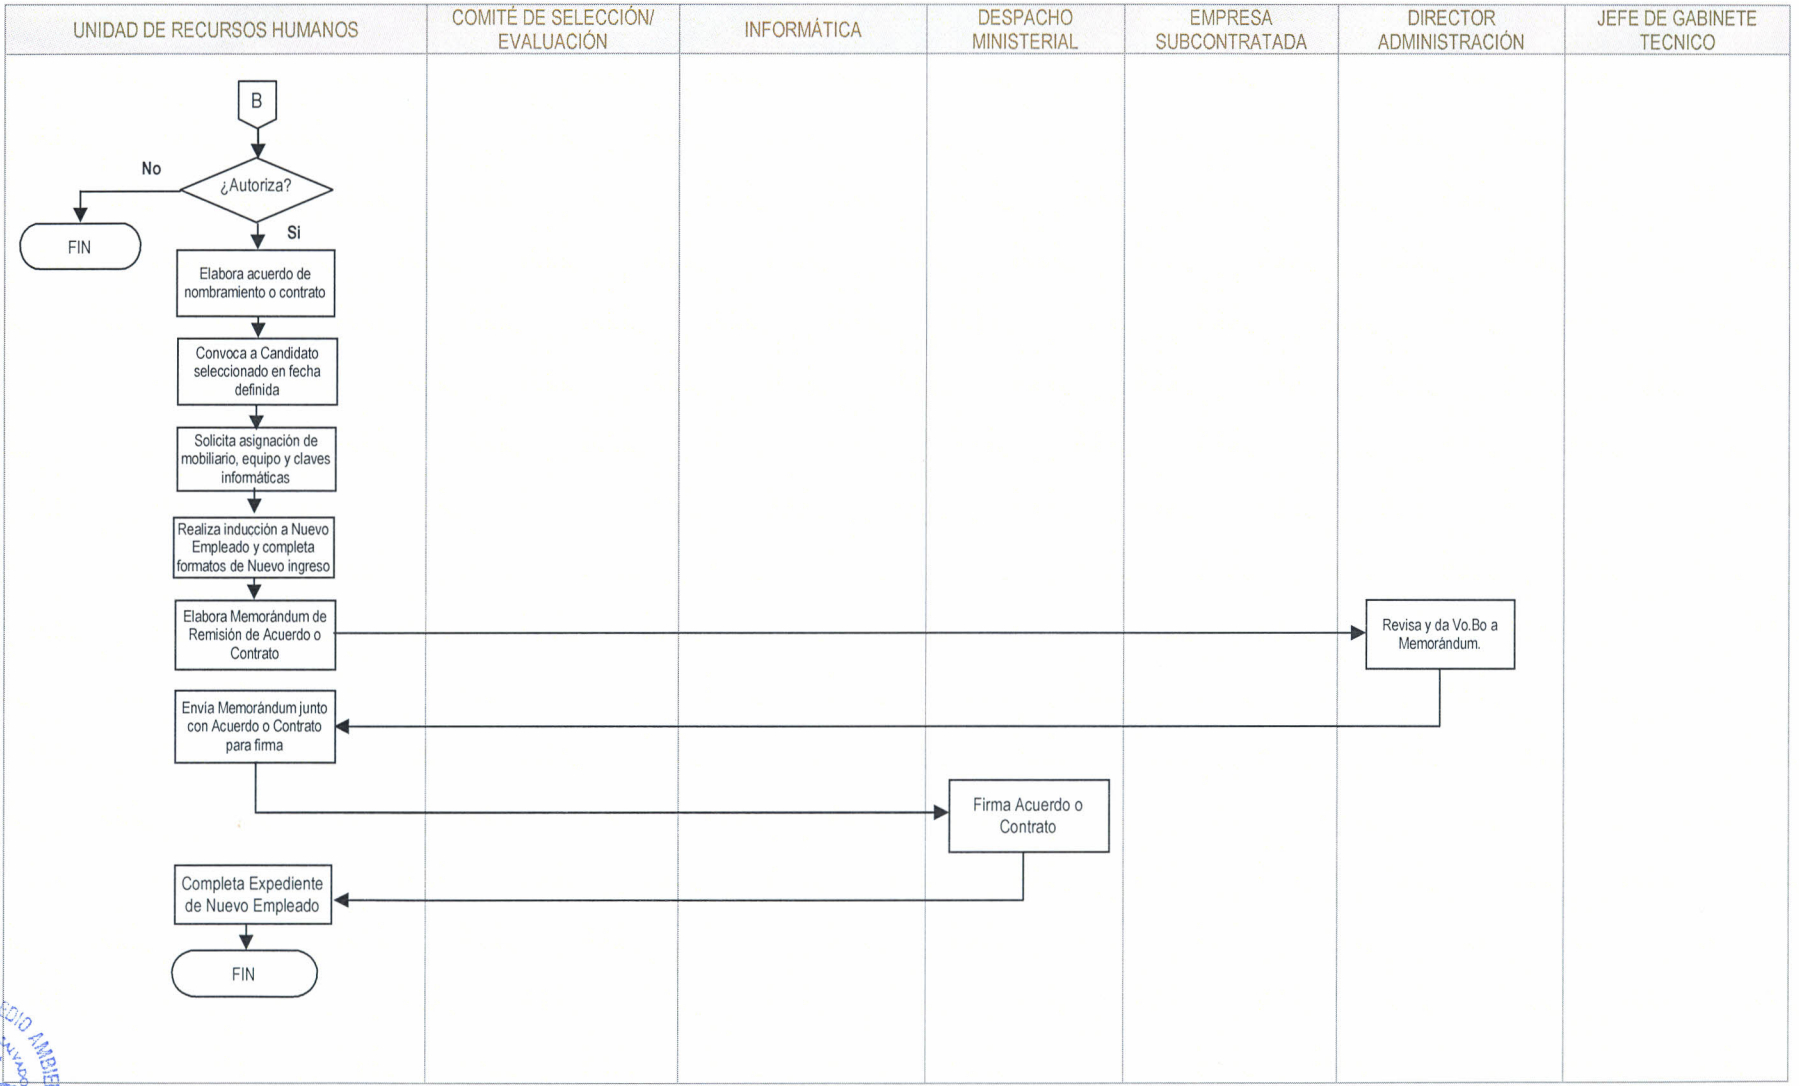 UNIDAD DE RECURSOS HUMANOS
COMITÉ DE SELECCIÓN/
EVALUACIÓN
INFORMÁTICA
DESPACHO
MINISTERIAL
EMPRESA
SUBCONTRATADA
DIRECTOR
ADMINISTRACIÓN
JEFE DE GABINETE
TECNICO
B
No
¿Autoriza?
FIN
Si
Elabora acuerdo de
nombramiento o contrato
Convoca a Candidato
seleccionado en fecha
definida
Solicita asignación de
mobiliario, equipo y claves
informáticas
Realiza inducción a Nuevo
Empleado y completa
formatos de Nuevo ingreso
Elabora Memorándum de
Remisión de Acuerdo o
Contrato
Revisa y da Vo.Bo a
Memorándum.
Envía Memorándum junto
con Acuerdo o Contrato
para firma
Firma Acuerdo o
Contrato
Completa Expediente
de Nuevo Empleado
FIN
EDIO AMBIE
SALVADO